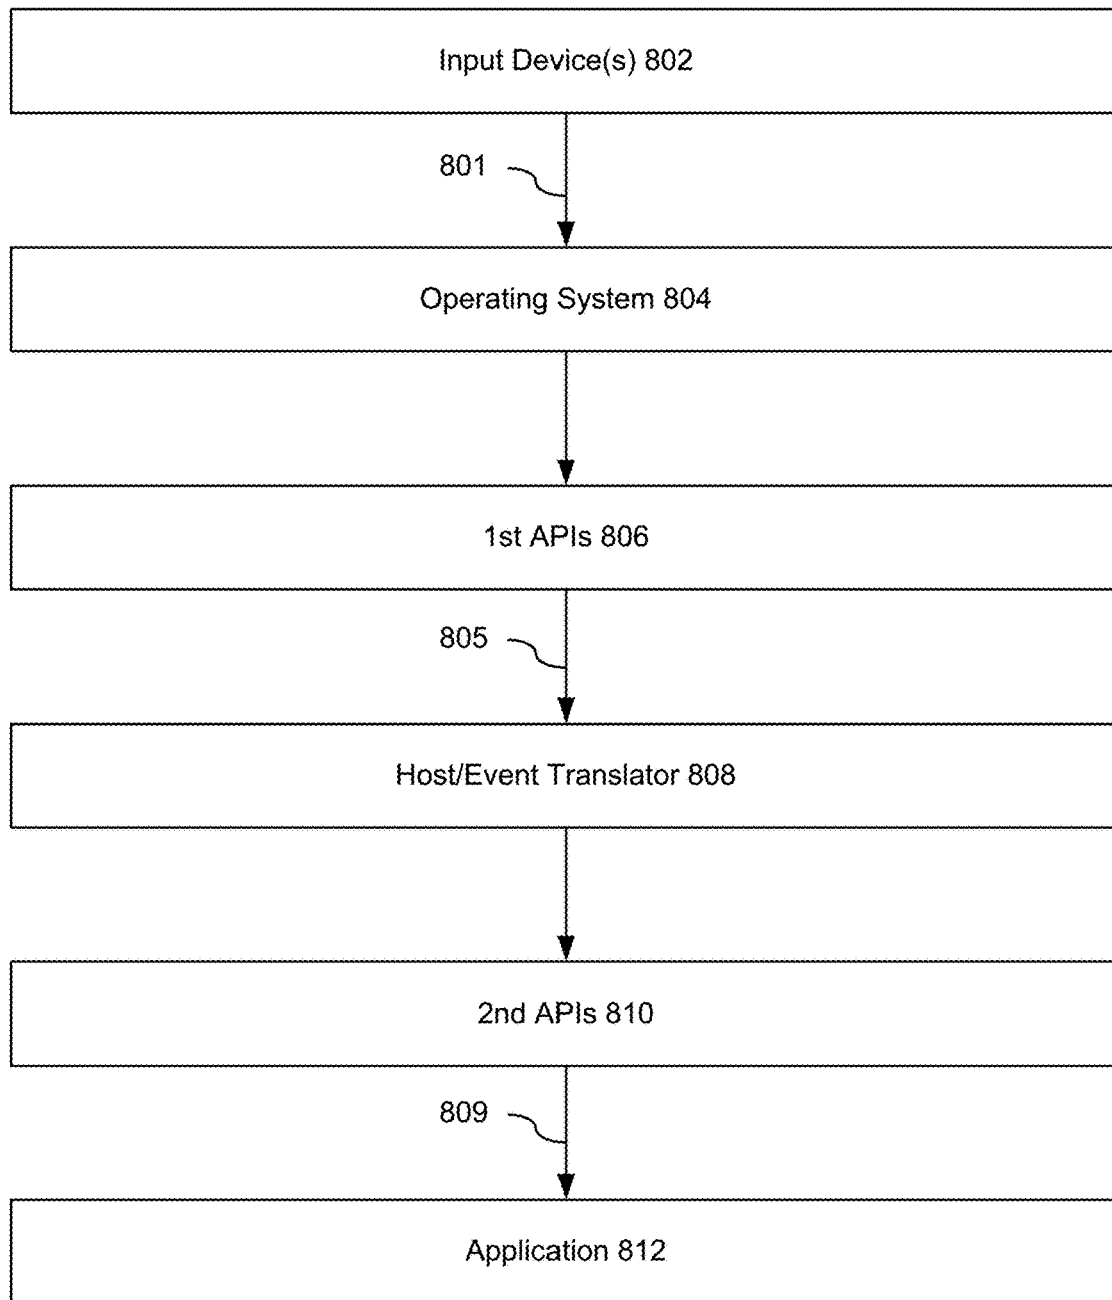 Input Device(s) 802
801
Operating System 804
1st APIs 806
805
Host/Event Translator 808
2nd APIs 810
809
Application 812